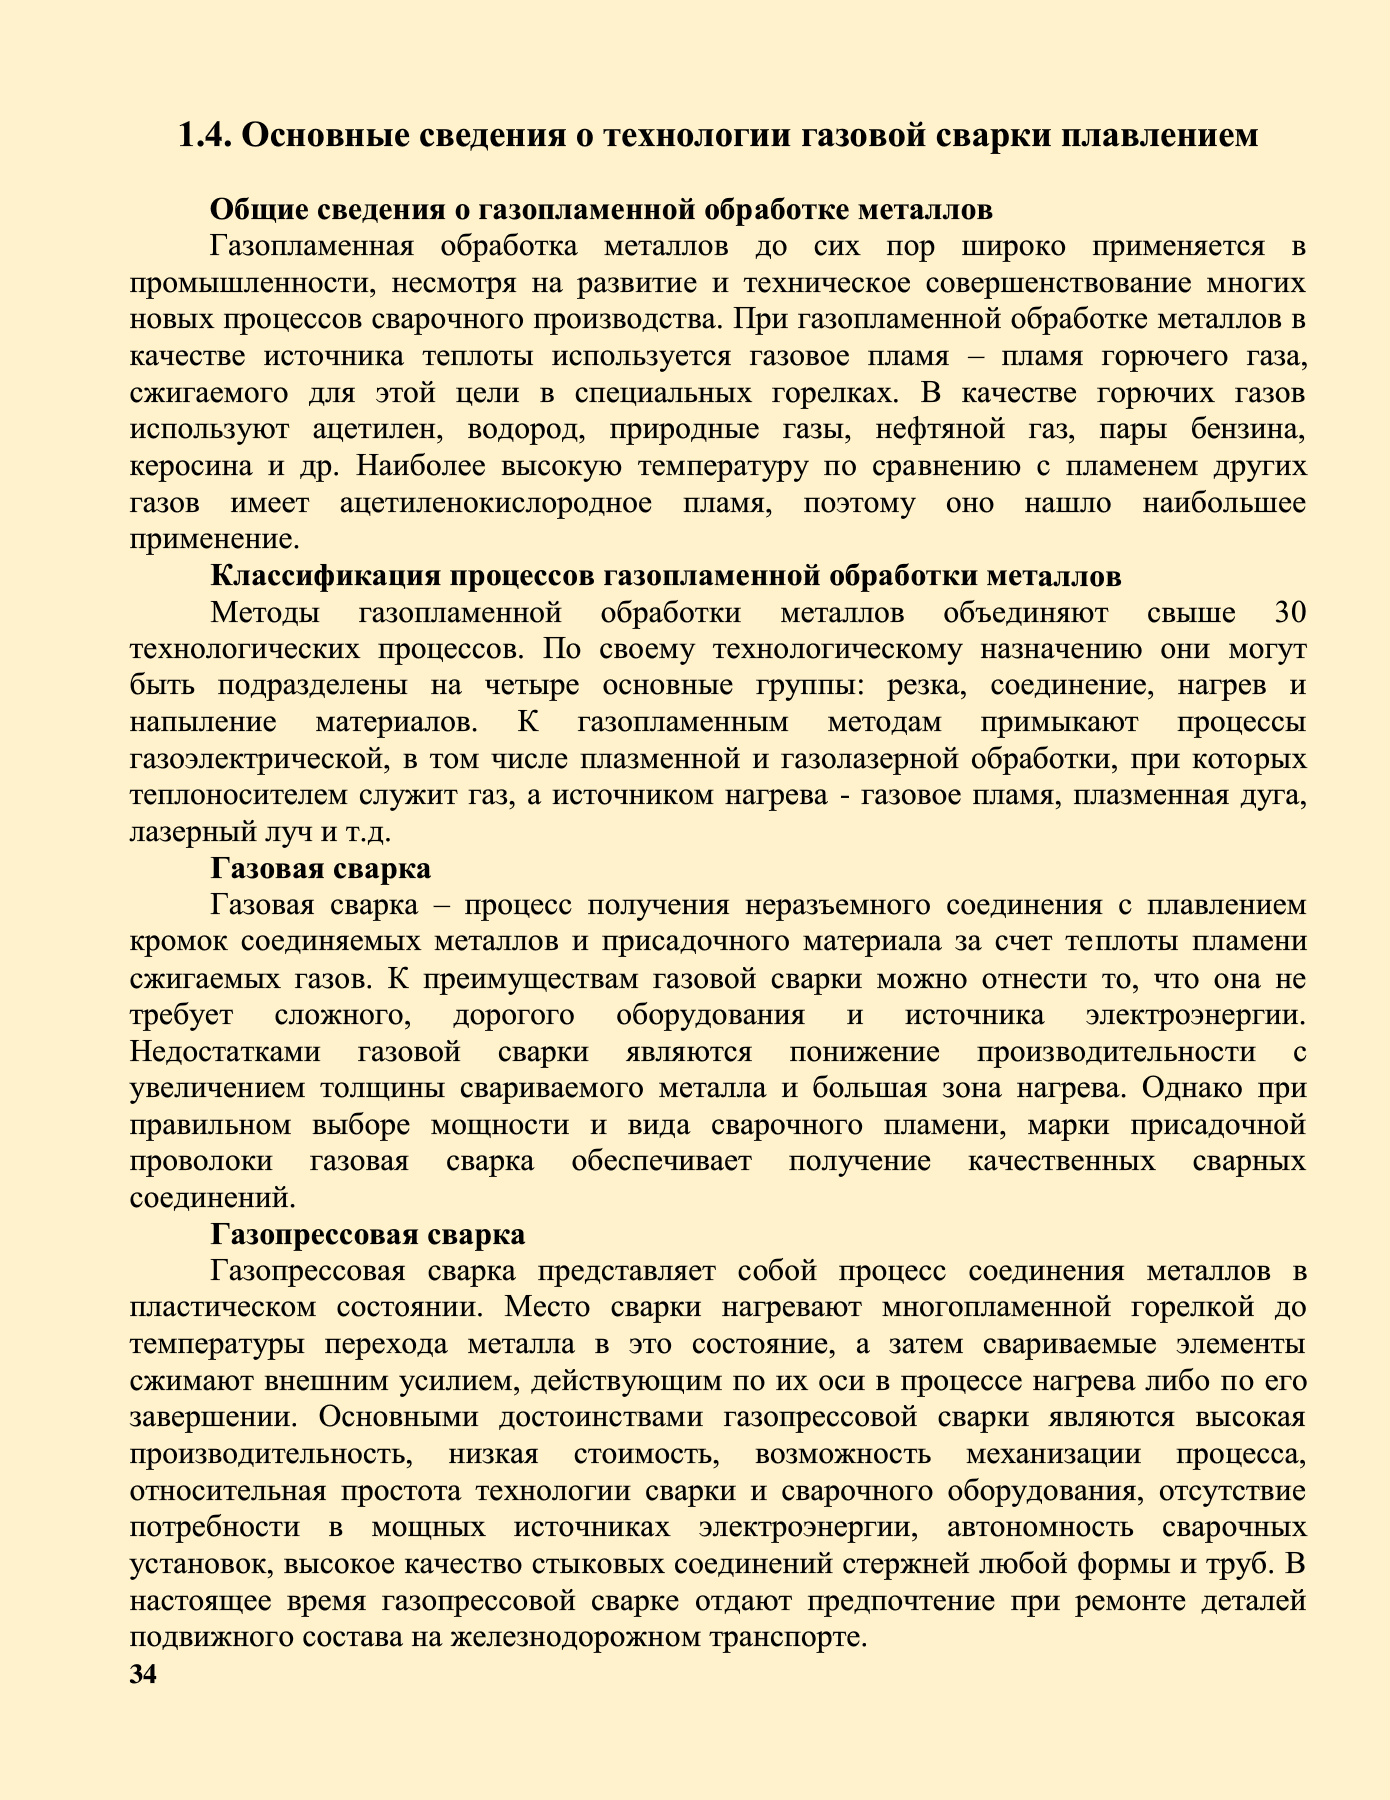 1.4. Основные сведения о технологии газовой сварки плавлением
Общие сведения о газопламенной обработке металлов
Газопламенная обработка металлов до сих пор широко применяется в
промышленности, несмотря на развитие и техническое совершенствование многих
новых процессов сварочного производства. При газопламенной обработке металлов в
качестве источника теплоты используется газовое пламя – пламя горючего газа,
сжигаемого для этой цели в специальных горелках. В качестве горючих газов
используют ацетилен, водород, природные газы, нефтяной газ, пары бензина,
керосина и др. Наиболее высокую температуру по сравнению с пламенем других
газов имеет ацетиленокислородное пламя, поэтому оно нашло наибольшее
применение.
Классификация процессов газопламенной обработки металлов
Методы газопламенной обработки металлов объединяют свыше 30
технологических процессов. По своему технологическому назначению они могут
быть подразделены на четыре основные группы: резка, соединение, нагрев и
напыление материалов. К газопламенным методам примыкают процессы
газоэлектрической, в том числе плазменной и газолазерной обработки, при которых
теплоносителем служит газ, а источником нагрева - газовое пламя, плазменная дуга,
лазерный луч и т.д.
Газовая сварка
Газовая сварка – процесс получения неразъемного соединения с плавлением
кромок соединяемых металлов и присадочного материала за счет теплоты пламени
сжигаемых газов. К преимуществам газовой сварки можно отнести то, что она не
требует сложного, дорогого оборудования и источника электроэнергии.
Недостатками газовой сварки являются понижение производительности с
увеличением толщины свариваемого металла и большая зона нагрева. Однако при
правильном выборе мощности и вида сварочного пламени, марки присадочной
проволоки газовая сварка обеспечивает получение качественных сварных
соединений.
Газопрессовая сварка
Газопрессовая сварка представляет собой процесс соединения металлов в
пластическом состоянии. Место сварки нагревают многопламенной горелкой до
температуры перехода металла в это состояние, а затем свариваемые элементы
сжимают внешним усилием, действующим по их оси в процессе нагрева либо по его
завершении. Основными достоинствами газопрессовой сварки являются высокая
производительность, низкая стоимость, возможность механизации процесса,
относительная простота технологии сварки и сварочного оборудования, отсутствие
потребности в мощных источниках электроэнергии, автономность сварочных
установок, высокое качество стыковых соединений стержней любой формы и труб. В
настоящее время газопрессовой сварке отдают предпочтение при ремонте деталей
подвижного состава на железнодорожном транспорте.
34